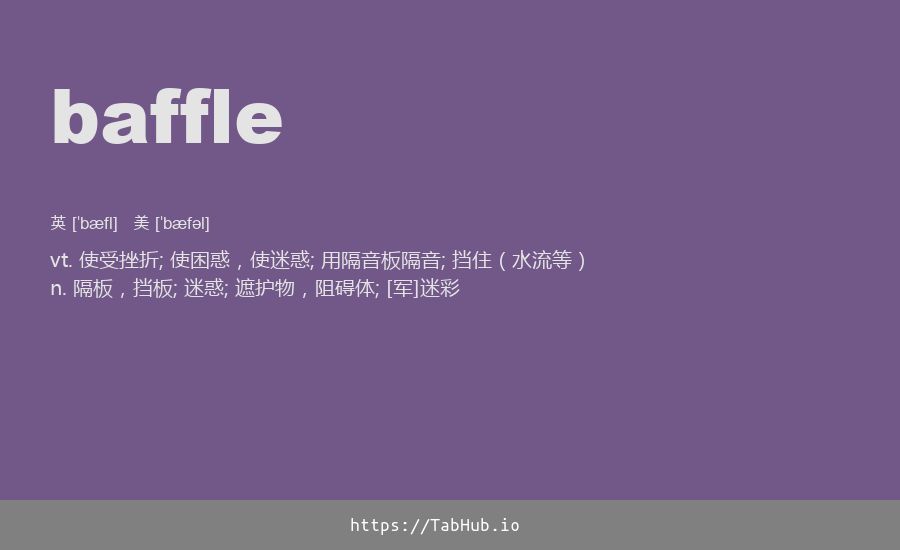 baffle
英 [ˈbæfl] 美 [ˈbæfəl]
vt. 使受挫折; 使困惑，使迷惑; 用隔音板隔音; 挡住（水流等）
n. 隔板，挡板; 迷惑; 遮护物，阻碍体; [军]迷彩
https://TabHub.io